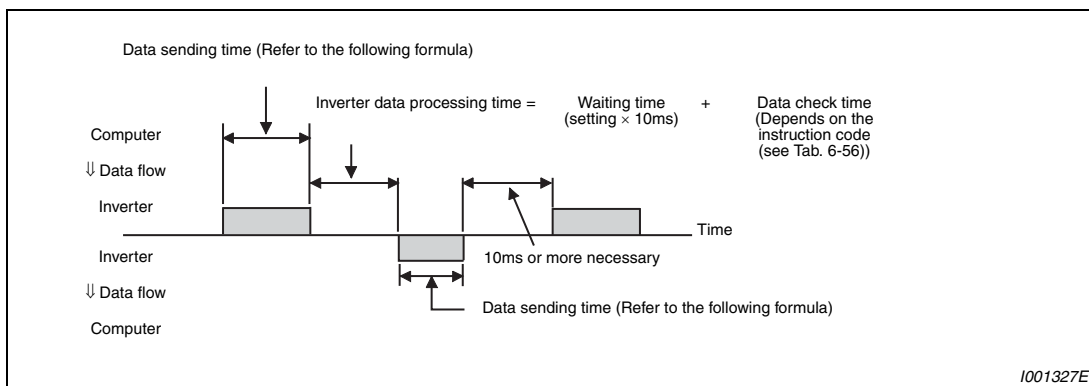 Data sending time (Refer to the following formula)
Inverter data processing time =
Waiting time
(setting × 10ms)
+
Data check time
(Depends on the
instruction code
(see Tab. 6-56))
Computer
⇓ Data flow
Inverter
Time
Inverter
10ms or more necessary
⇓ Data flow
Data sending time (Refer to the following formula)
Computer
I001327E